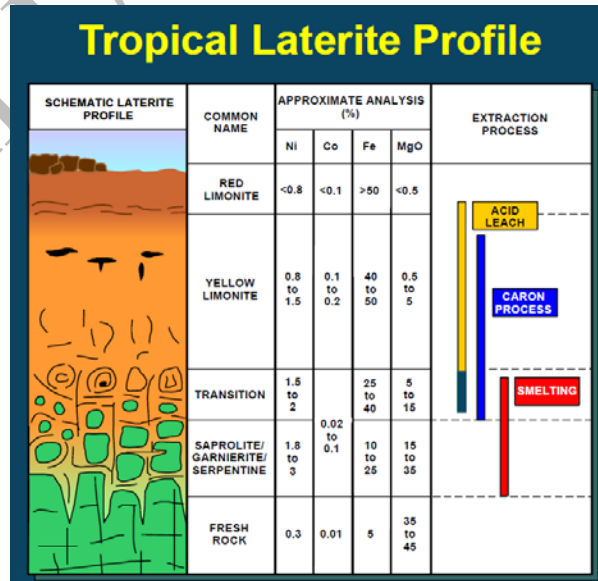 Tropical Laterite Profile
SCHEMATIC LATERITE
PROFILE
COMMON
NAME
APPROXIMATE ANALYSIS
(%)
Ni
Co
Fe
MgO
EXTRACTION
PROCESS
RED
LIMONITE
<0.8
<0.1
>50
<0.5
ACID
LEACH
YELLOW
LIMONITE
0.8
to
1.5
0.1
to
0.2
40
to
50
0.5
to
5
CARON
PROCESS
TRANSITION
1.5
to
2
25
to
40
5
to
15
SMELTING
0.02
to
0.1
SAPROLITE/
GARNIERITE/
SERPENTINE
1.8
to
3
10
to
25
15
to
35
FRESH
ROCK
0.3
0.01
5
35
to
45